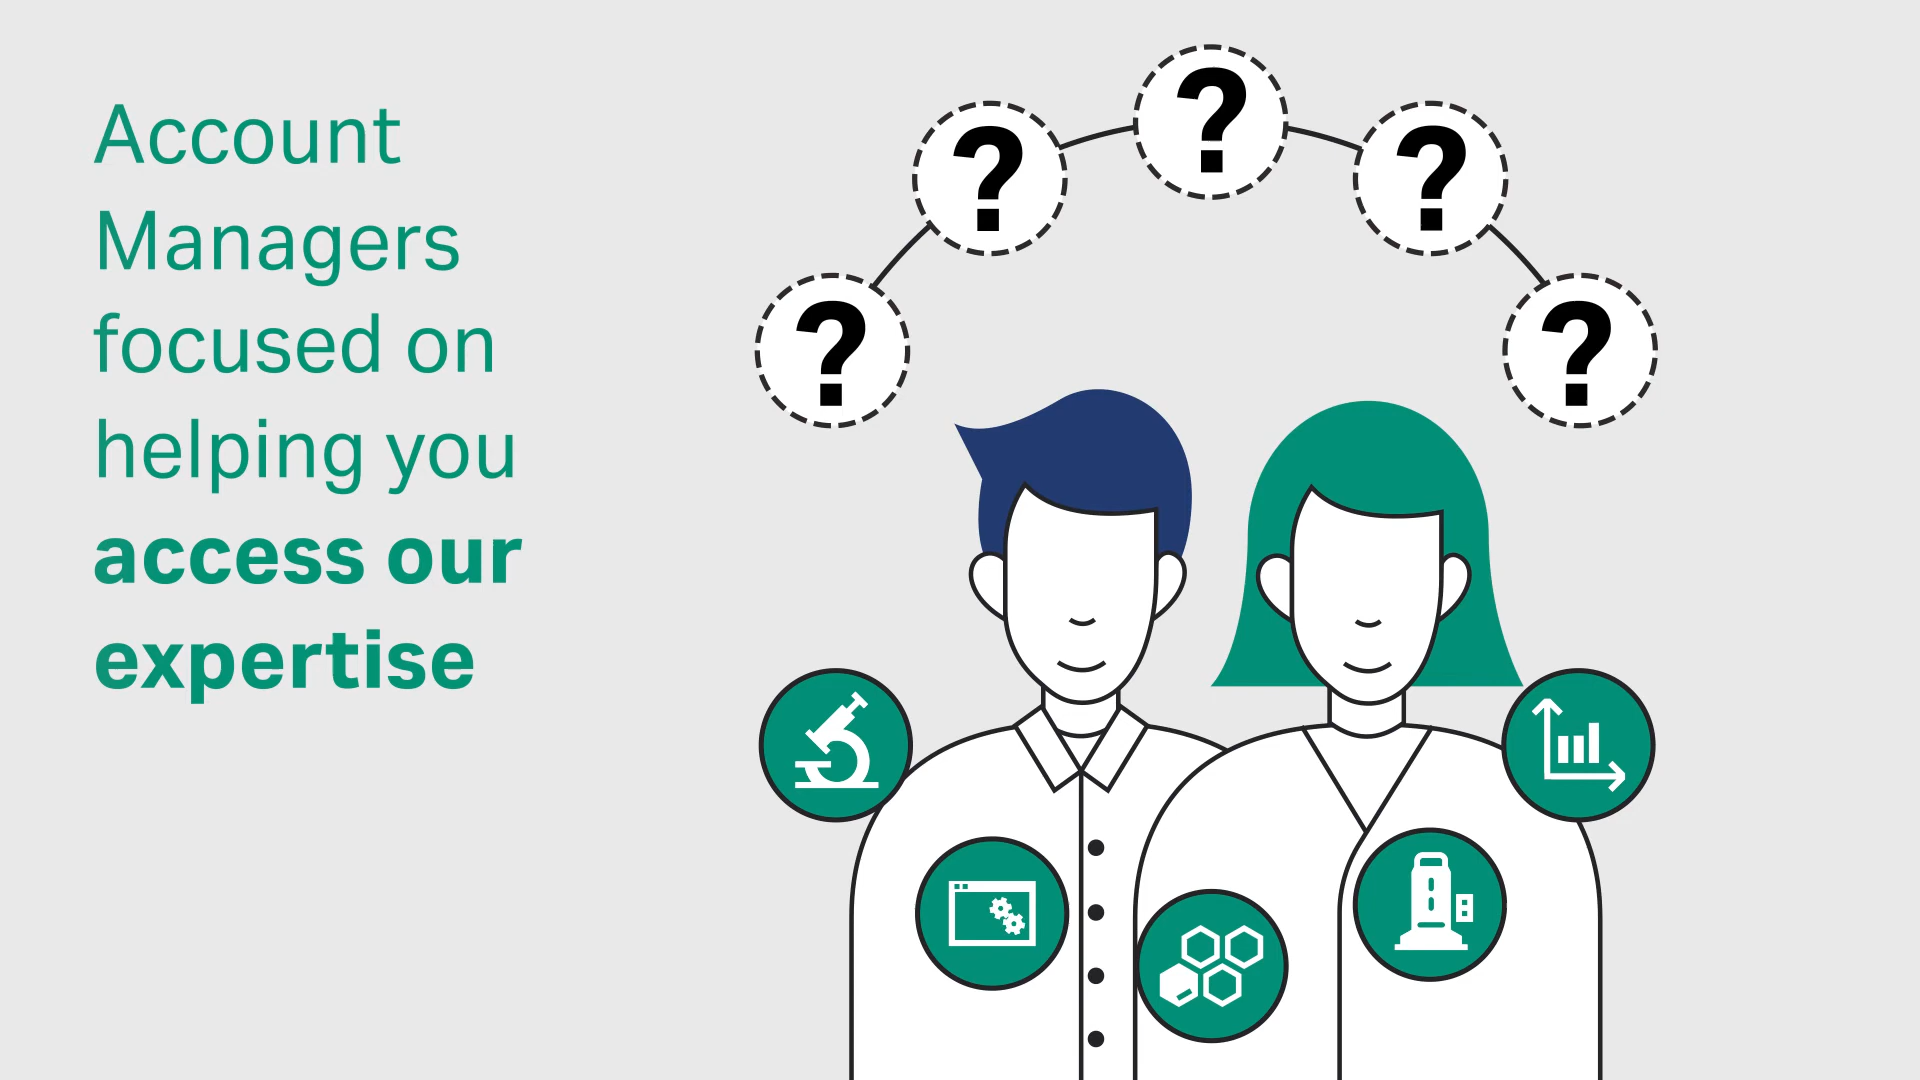 Account
Managers
focused on
helping you
access our
expertise
?
?
?
?
?